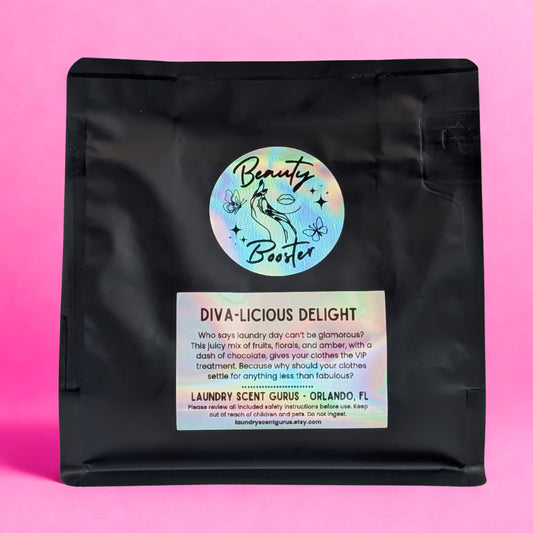 Beauty
Booster
DIVA-LICIOUS DELIGHT
Who says laundry day can't be glamorous?
This juicy mix of fruits, florals, and amber, with a
dash of chocolate, gives your clothes the VIP
treatment. Because why should your clothes
settle for anything less than fabulous?
LAUNDRY SCENT GURUS - ORLANDO, FL
Please review all included safety instructions before use. Keep
out of reach of children and pets. Do not ingest.
laundryscentgurus.etsy.com